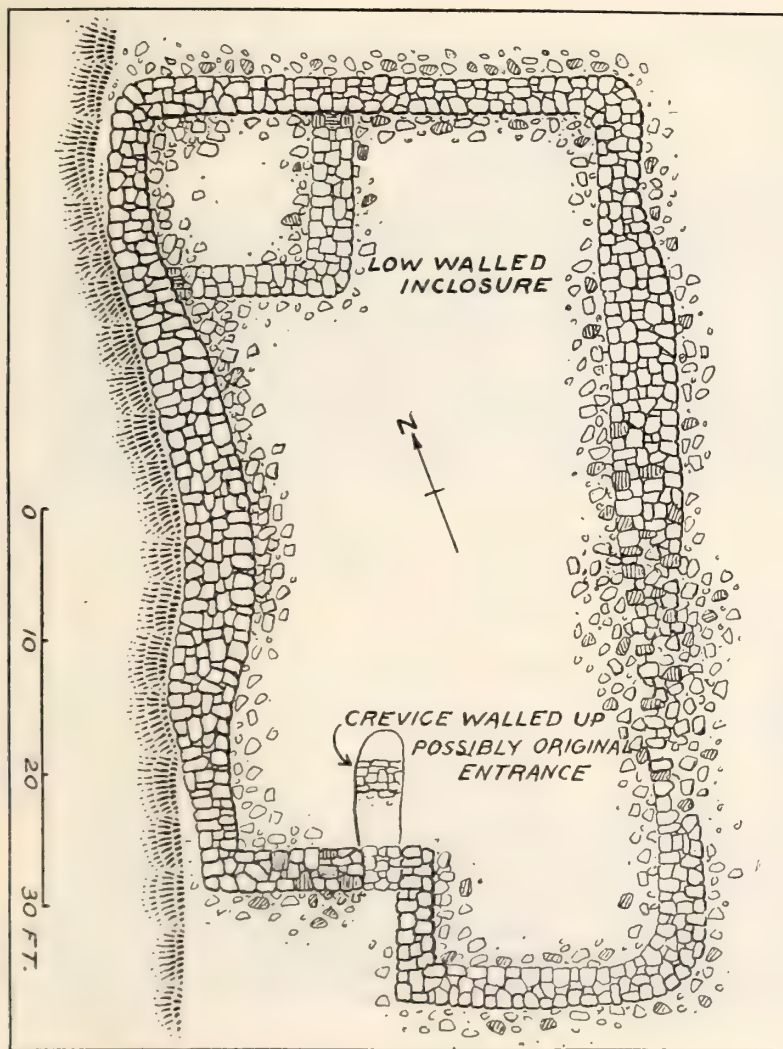 LOW WALLED
INCLOSURE
N
0
10
20
30 FT.
CREVICE WALLED UP
POSSIBLY ORIGINAL
ENTRANCE